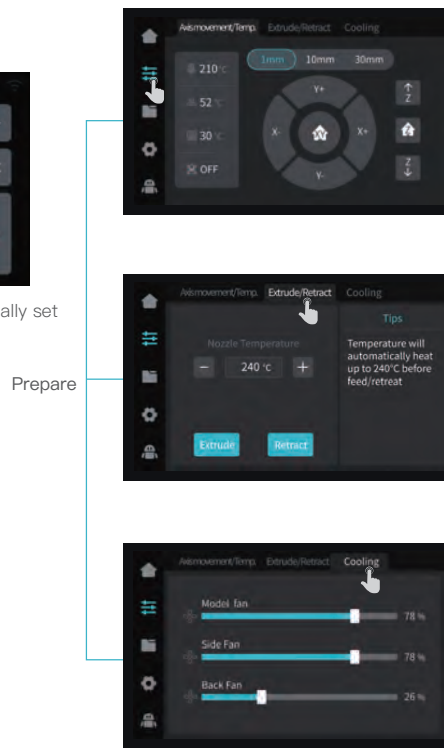 Axis movement/Temp. Extrude/Retract Cooling
210 °C
1mm 10mm 30mm
Y+
↑
Z
52 °C
X- X+
30 °C
OFF
Y-
Z
↓
ally set
Axis movement/Temp. Extrude/Retract Cooling
Tips
Nozzle Temperature
Temperature will
automatically heat
up to 240°C before
feed/retreat
- 240 °C +
Prepare
Extrude Retract
Axis movement/Temp. Extrude/Retract Cooling
Model fan
78 %
Side Fan
78 %
Back Fan
26 %